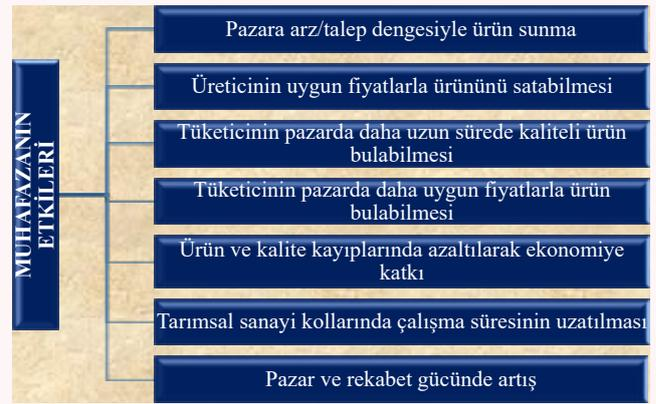 MUHAFAZANIN
ETKİLERİ
Pazara arz/talep dengesiyle ürün sunma
Üreticinin uygun fiyatlarla ürününü satabilmesi
Tüketicinin pazarda daha uzun sürede kaliteli ürün
bulabilmesi
Tüketicinin pazarda daha uygun fiyatlarla ürün
bulabilmesi
Ürün ve kalite kayıplarında azaltılarak ekonomiye
katkı
Tarımsal sanayi kollarında çalışma süresinin uzatılması
Pazar ve rekabet gücünde artış